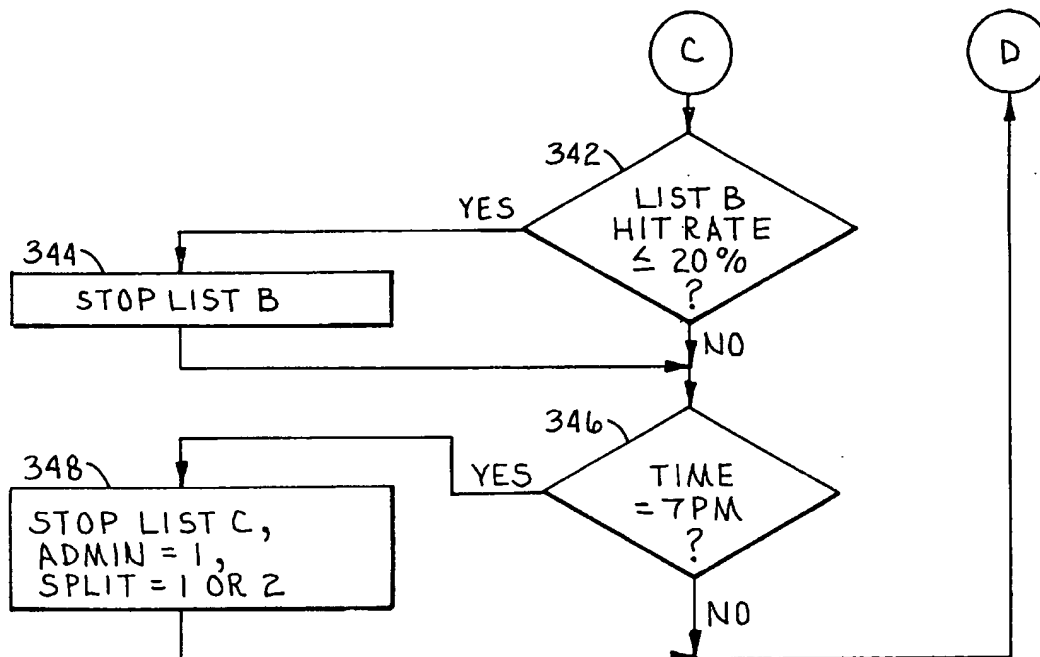 C
D
342
LIST B
HIT RATE
≤ 20%
?
YES
344
STOP LIST B
NO
346
TIME
= 7PM
?
YES
348
STOP LIST C,
ADMIN = 1,
SPLIT = 1 OR 2
NO